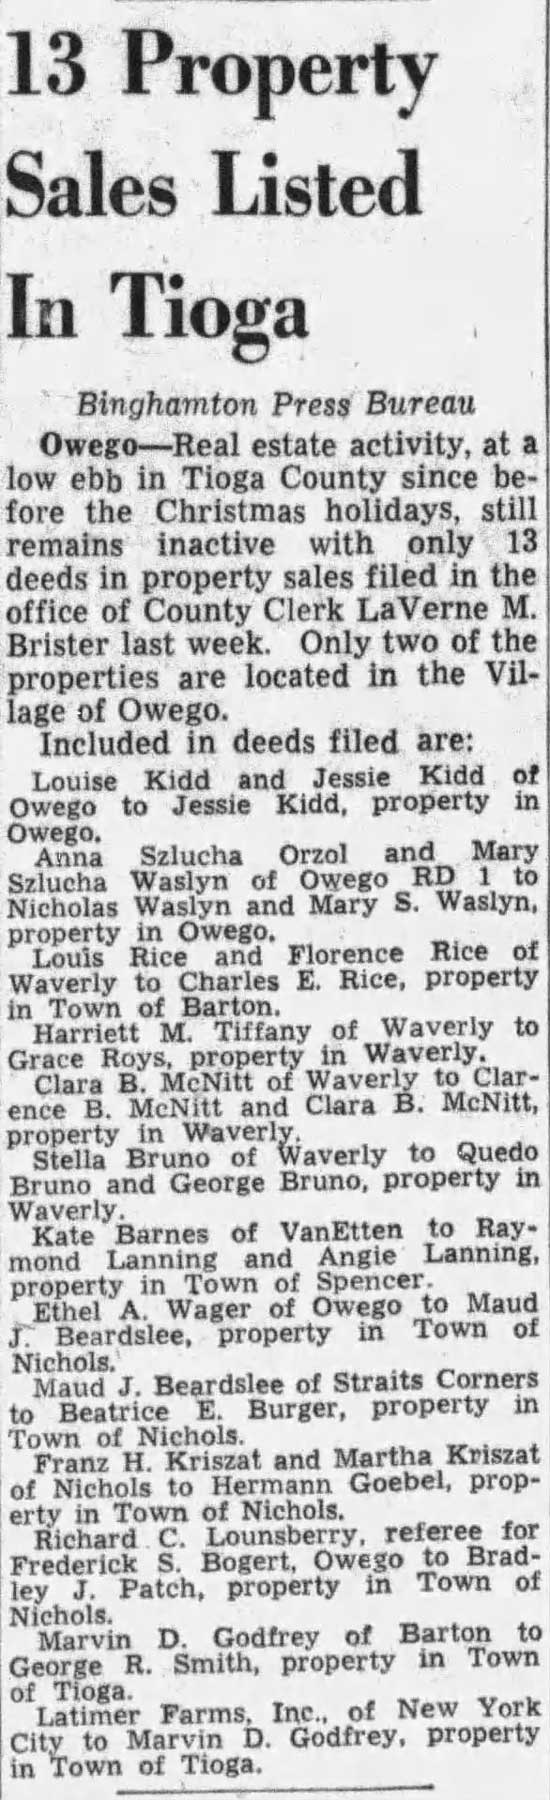 13 Property
Sales Listed
In Tioga
Binghamton Press Bureau
Owego—Real estate activity, at a
low ebb in Tioga County since be-
fore the Christmas holidays, still
remains inactive with only 13
deeds in property sales filed in the
office of County Clerk LaVerne M.
Brister last week. Only two of the
properties are located in the Vil-
lage of Owego.
Included in deeds filed are:
Louise Kidd and Jessie Kidd of
Owego to Jessie Kidd, property in
Owego.
Anna Szlucha Orzol and Mary
Szlucha Waslyn of Owego RD 1 to
Nicholas Waslyn and Mary S. Waslyn,
property in Owego.
Louis Rice and Florence Rice of
Waverly to Charles E. Rice, property
in Town of Barton.
Harriett M. Tiffany of Waverly to
Grace Roys, property in Waverly.
Clara B. McNitt of Waverly to Clar-
ence B. McNitt and Clara B. McNitt,
property in Waverly.
Stella Bruno of Waverly to Quedo
Bruno and George Bruno, property in
Waverly.
Kate Barnes of VanEtten to Ray-
mond Lanning and Angie Lanning,
property in Town of Spencer.
Ethel A. Wager of Owego to Maud
J. Beardslee, property in Town of
Nichols.
Maud J. Beardslee of Straits Corners
to Beatrice E. Burger, property in
Town of Nichols.
Franz H. Kriszat and Martha Kriszat
of Nichols to Hermann Goebel, prop-
erty in Town of Nichols.
Richard C. Lounsberry, referee for
Frederick S. Bogert, Owego to Brad-
ley J. Patch, property in Town of
Nichols.
Marvin D. Godfrey of Barton to
George R. Smith, property in Town
of Tioga.
Latimer Farms, Inc., of New York
City to Marvin D. Godfrey, property
in Town of Tioga.